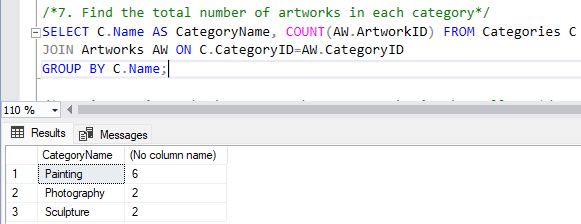 /*7. Find the total number of artworks in each category*/
SELECT C.Name AS CategoryName, COUNT(AW.ArtworkID) FROM Categories C
JOIN Artworks AW ON C.CategoryID=AW.CategoryID
GROUP BY C.Name;
110 %
Results Messages
CategoryName (No column name)
1 Painting 6
2 Photography 2
3 Sculpture 2